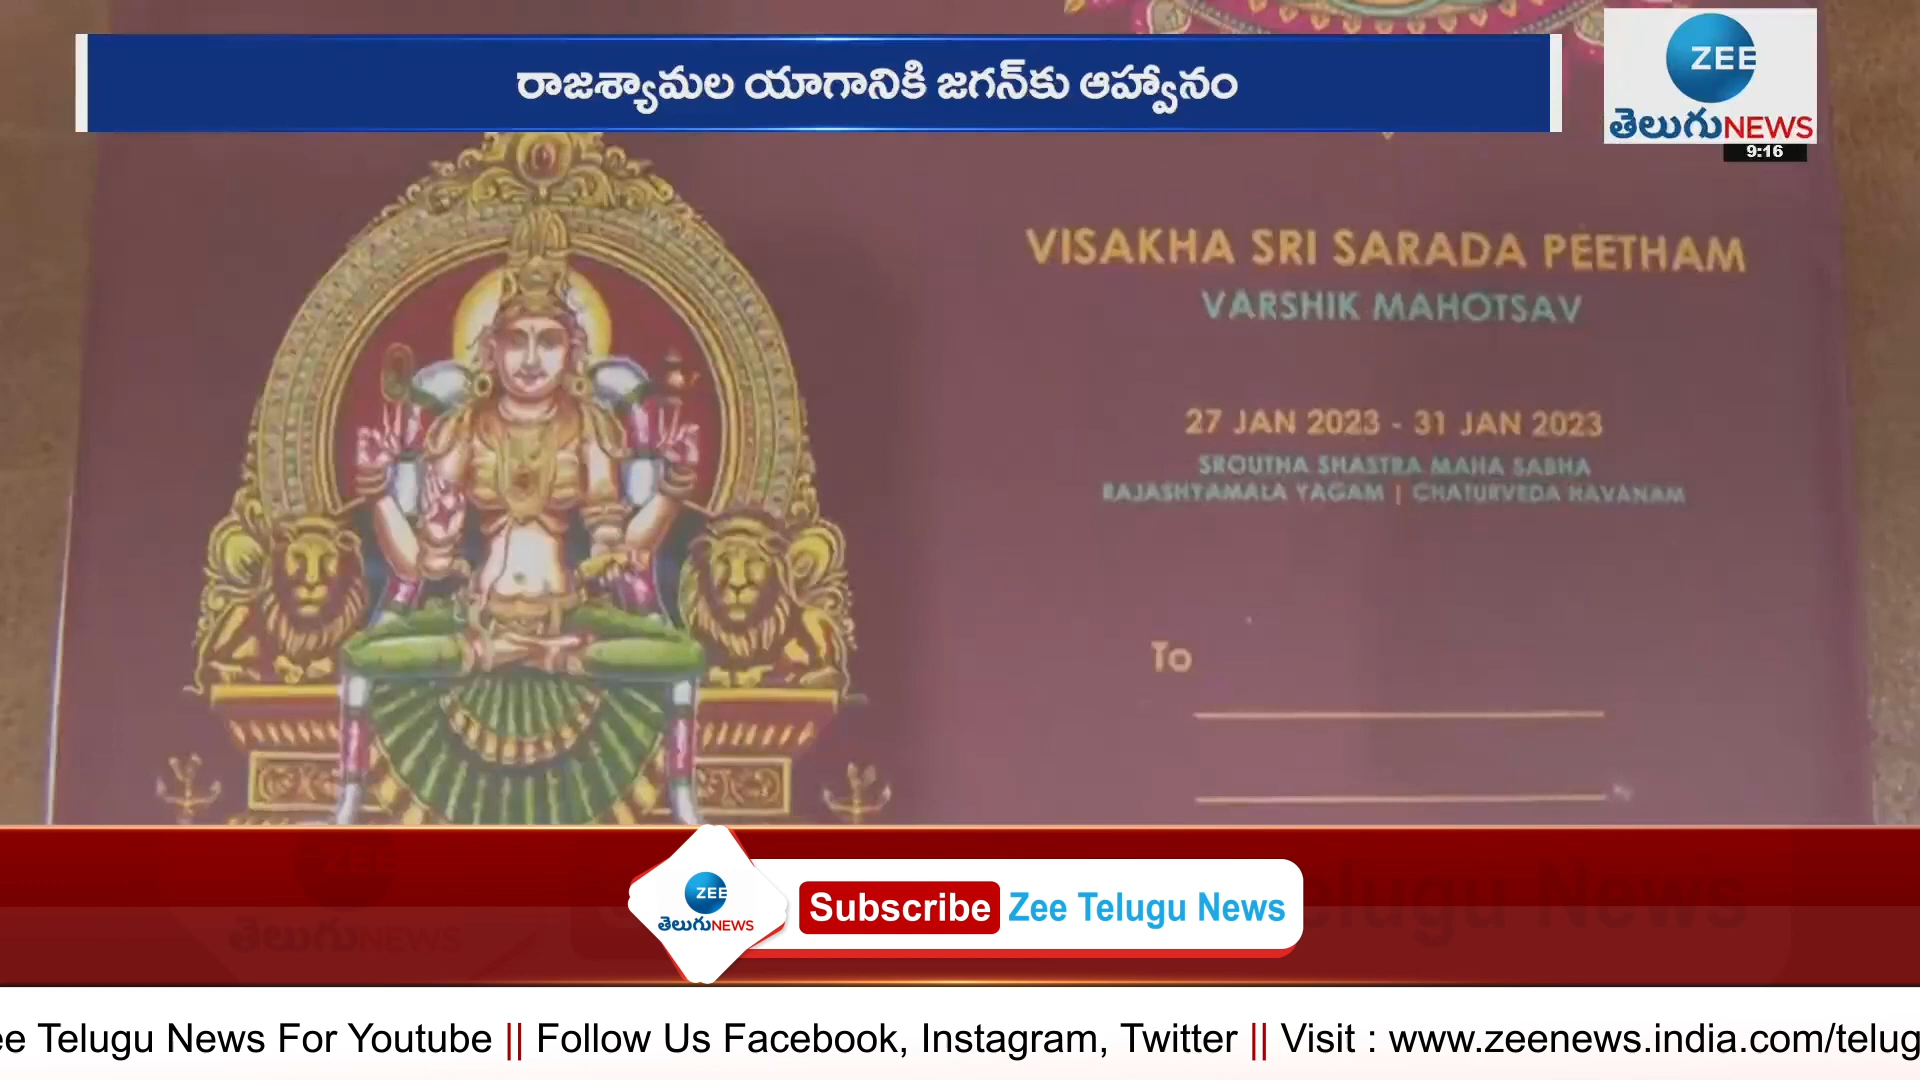 రాజశ్యామల యాగానికి జగన్‌కు ఆహ్వానం
ZEE
తెలుగు NEWS
9:16
VISAKHA SRI SARADA PEETHAM
VARSHIK MAHOTSAV
27 JAN 2023 - 31 JAN 2023
SROUTHA SHASTRA MAHA SABHA
RAJASHYAMALA YAGAM | CHATURVEDA HAVANAM
To
ZEE
తెలుగు NEWS
Subscribe Zee Telugu News
ee Telugu News For Youtube || Follow Us Facebook, Instagram, Twitter || Visit : www.zeenews.india.com/telug